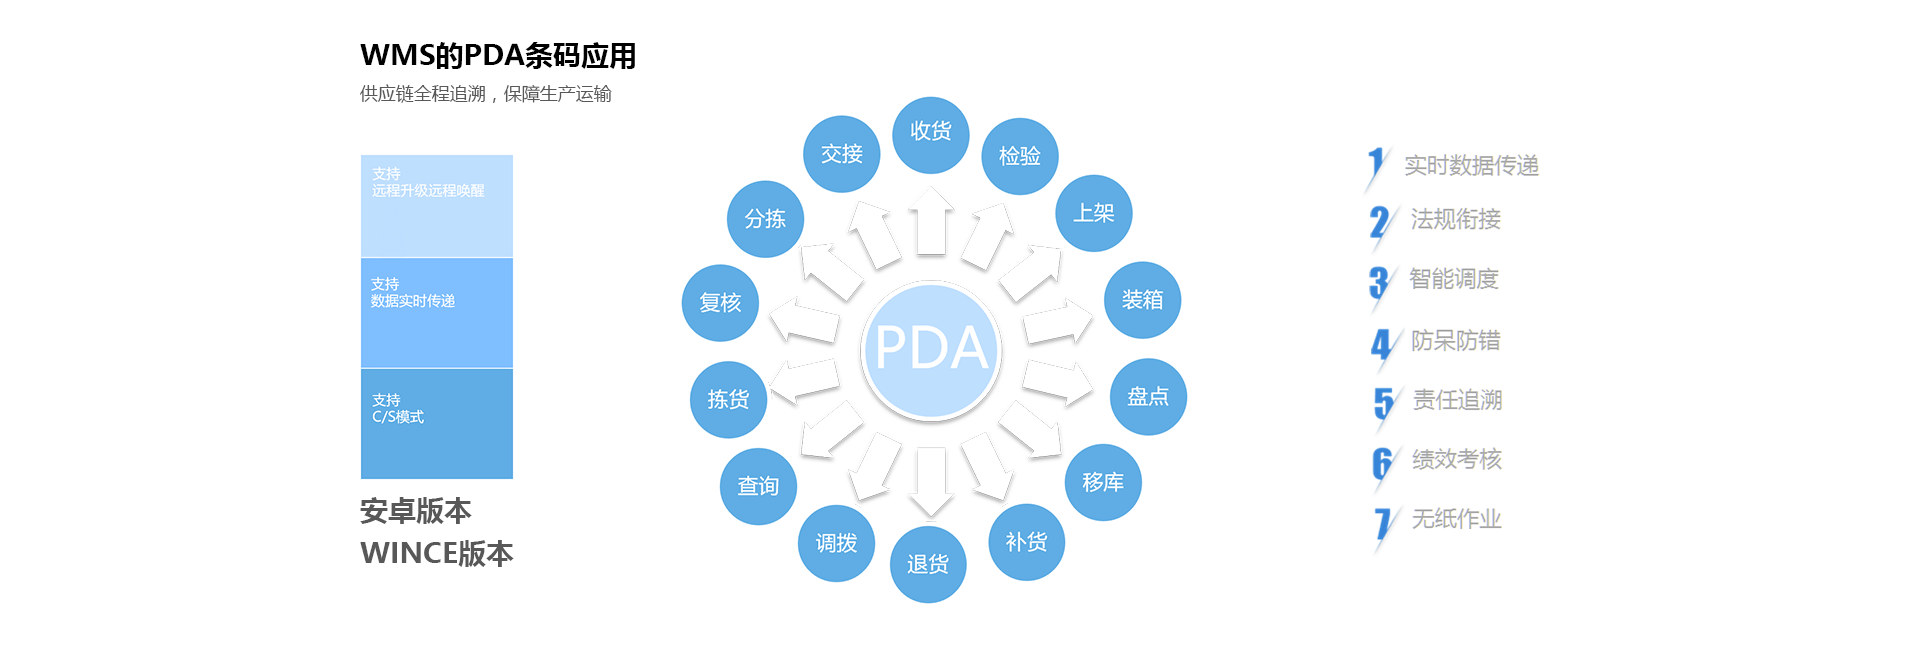 WMS的PDA条码应用
供应链全程追溯，保障生产运输
支持
远程升级远程唤醒
支持
数据实时传递
支持
C/S模式
安卓版本
WINCE版本
PDA
收货
检验
上架
装箱
盘点
移库
补货
退货
调拨
查询
拣货
复核
分拣
交接
1 实时数据传递
2 法规衔接
3 智能调度
4 防呆防错
5 责任追溯
6 绩效考核
7 无纸作业